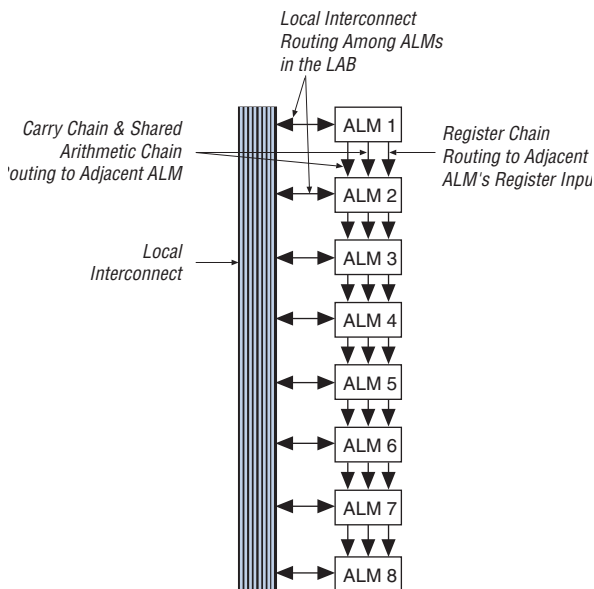 Local Interconnect
Routing Among ALMs
in the LAB
Carry Chain & Shared
Arithmetic Chain
outing to Adjacent ALM
Register Chain
Routing to Adjacent
ALM's Register Inpu
Local
Interconnect
ALM 1
ALM 2
ALM 3
ALM 4
ALM 5
ALM 6
ALM 7
ALM 8